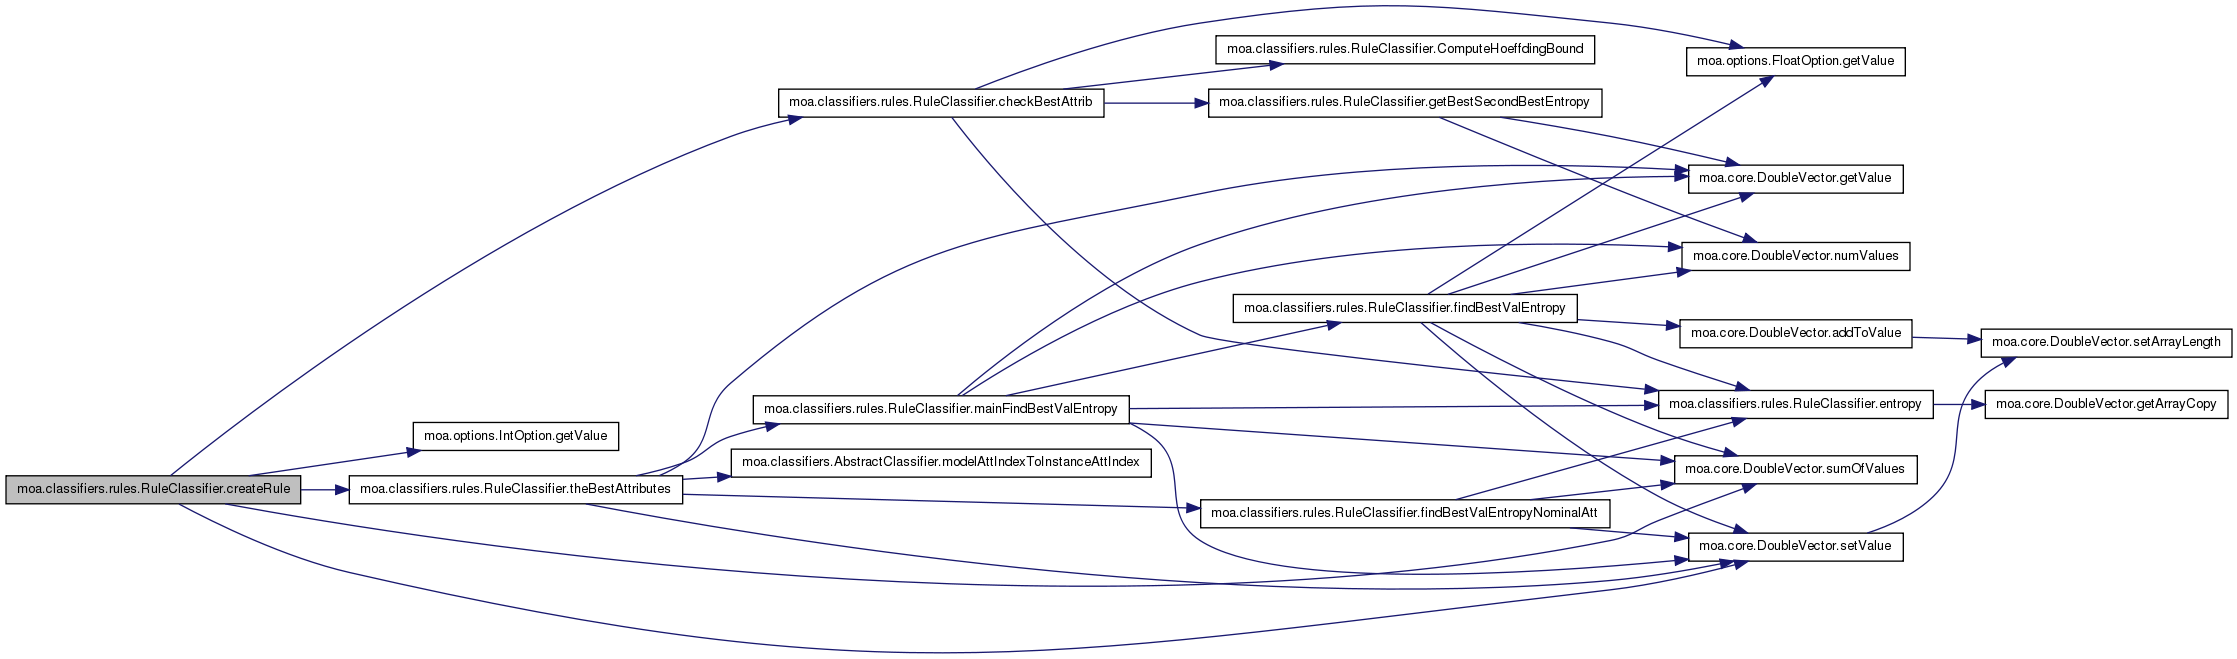 moa.classifiers.rules.RuleClassifier.createRule
moa.options.IntOption.getValue
moa.classifiers.rules.RuleClassifier.theBestAttributes
moa.classifiers.rules.RuleClassifier.checkBestAttrib
moa.classifiers.rules.RuleClassifier.mainFindBestValEntropy
moa.classifiers.AbstractClassifier.modelAttIndexToInstanceAttIndex
moa.classifiers.rules.RuleClassifier.ComputeHoeffdingBound
moa.classifiers.rules.RuleClassifier.getBestSecondBestEntropy
moa.classifiers.rules.RuleClassifier.findBestValEntropy
moa.classifiers.rules.RuleClassifier.findBestValEntropyNominalAtt
moa.options.FloatOption.getValue
moa.core.DoubleVector.getValue
moa.core.DoubleVector.numValues
moa.core.DoubleVector.addToValue
moa.classifiers.rules.RuleClassifier.entropy
moa.core.DoubleVector.sumOfValues
moa.core.DoubleVector.setValue
moa.core.DoubleVector.setArrayLength
moa.core.DoubleVector.getArrayCopy